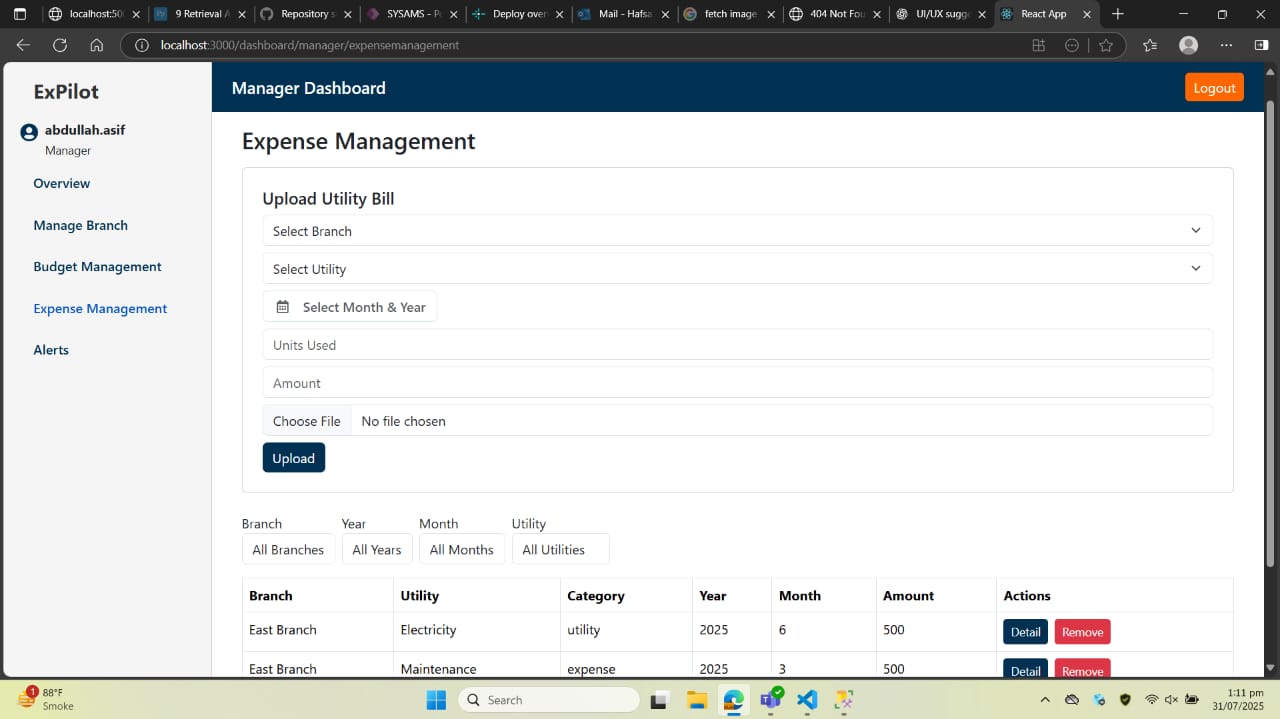 localhost:50
9 Retrieval A
Repository s
SYSAMS - Po
Deploy over
Mail - Hafsa
fetch image
404 Not Fou
UI/UX sugg
React App
localhost:3000/dashboard/manager/expensemanagement
ExPilot
abdullah.asif
Manager
Overview
Manage Branch
Budget Management
Expense Management
Alerts
Manager Dashboard
Logout
Expense Management
Upload Utility Bill
Select Branch
Select Utility
Select Month & Year
Units Used
Amount
Choose File No file chosen
Upload
Branch Year Month Utility
All Branches All Years All Months All Utilities
Branch Utility Category Year Month Amount Actions
East Branch Electricity utility 2025 6 500 Detail Remove
East Branch Maintenance expense 2025 3 500 Detail Remove
1
88°F
Smoke
Search
1:11 pm
31/07/2025